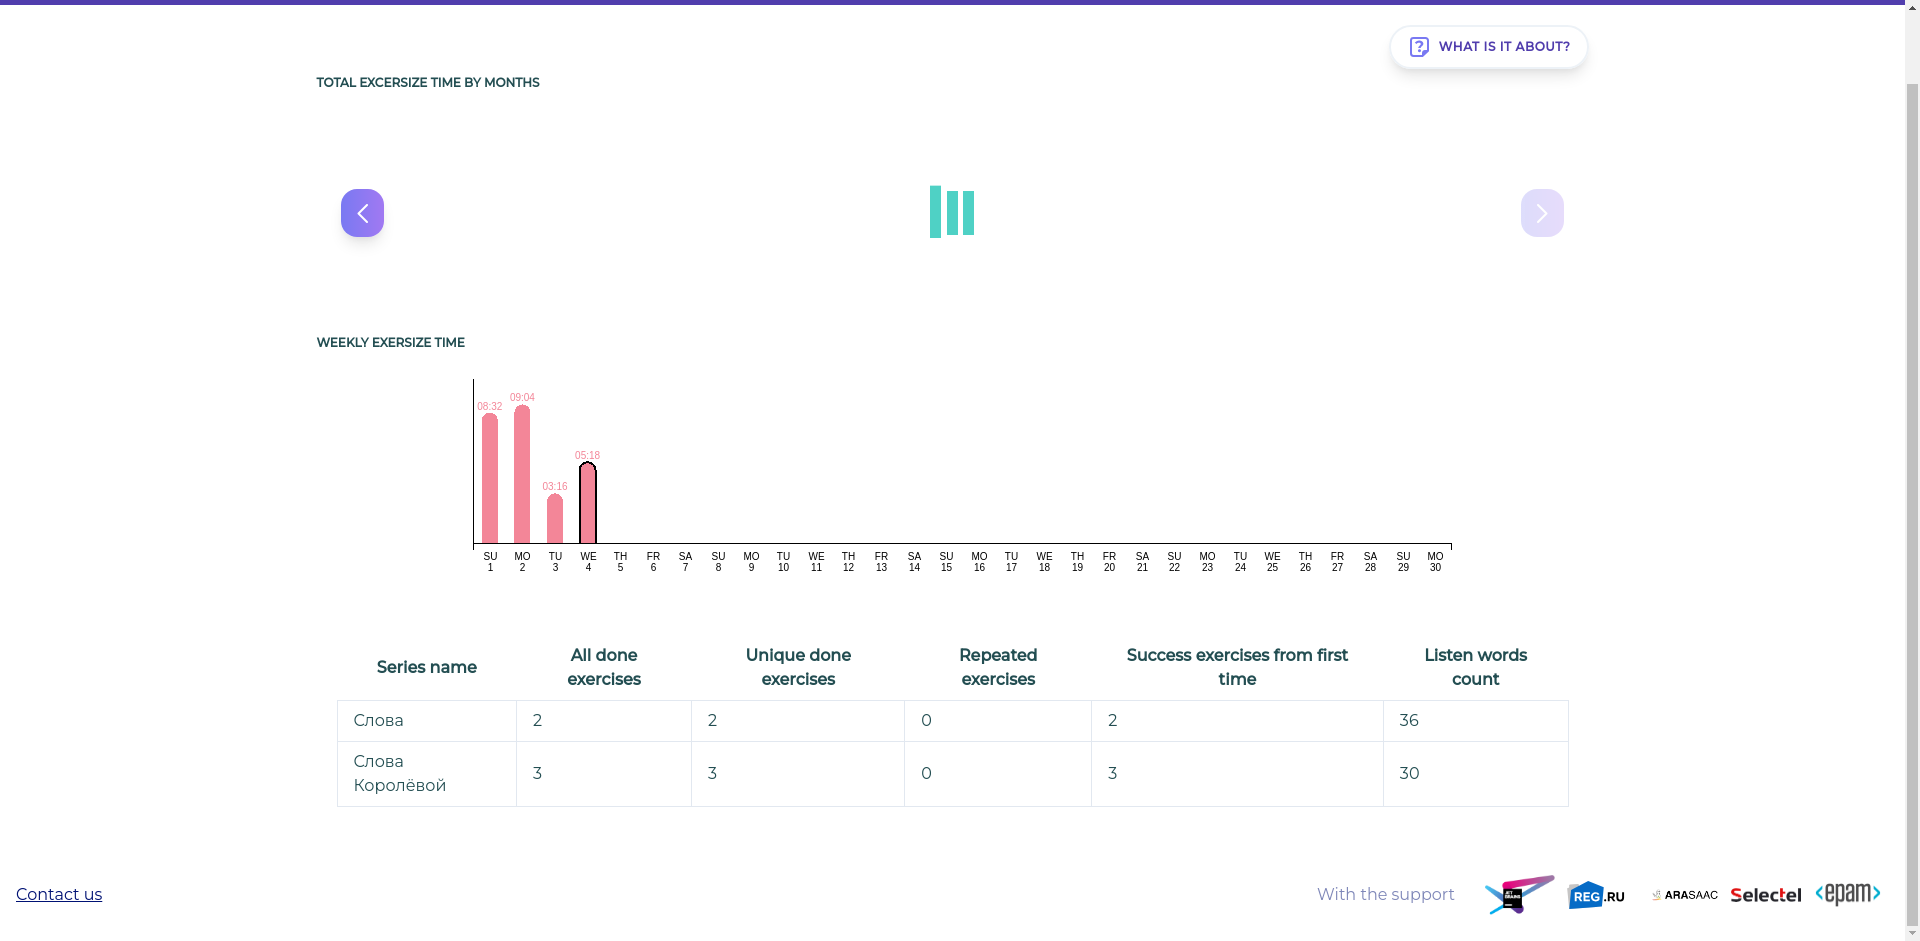 WHAT IS IT ABOUT?
TOTAL EXCERSIZE TIME BY MONTHS
WEEKLY EXERSIZE TIME
08:32 09:04 03:16 05:18
SU MO TU WE TH FR SA SU MO TU WE TH FR SA SU MO TU WE TH FR SA SU MO TU WE TH FR SA SU MO
1 2 3 4 5 6 7 8 9 10 11 12 13 14 15 16 17 18 19 20 21 22 23 24 25 26 27 28 29 30
Series name
All done
exercises
Unique done
exercises
Repeated
exercises
Success exercises from first
time
Listen words
count
Слова 2 2 0 2 36
Слова
Королёвой
3 3 0 3 30
Contact us
With the support
JET
BRAINS
REG.RU
ARASAAC
Selectel
<epam>